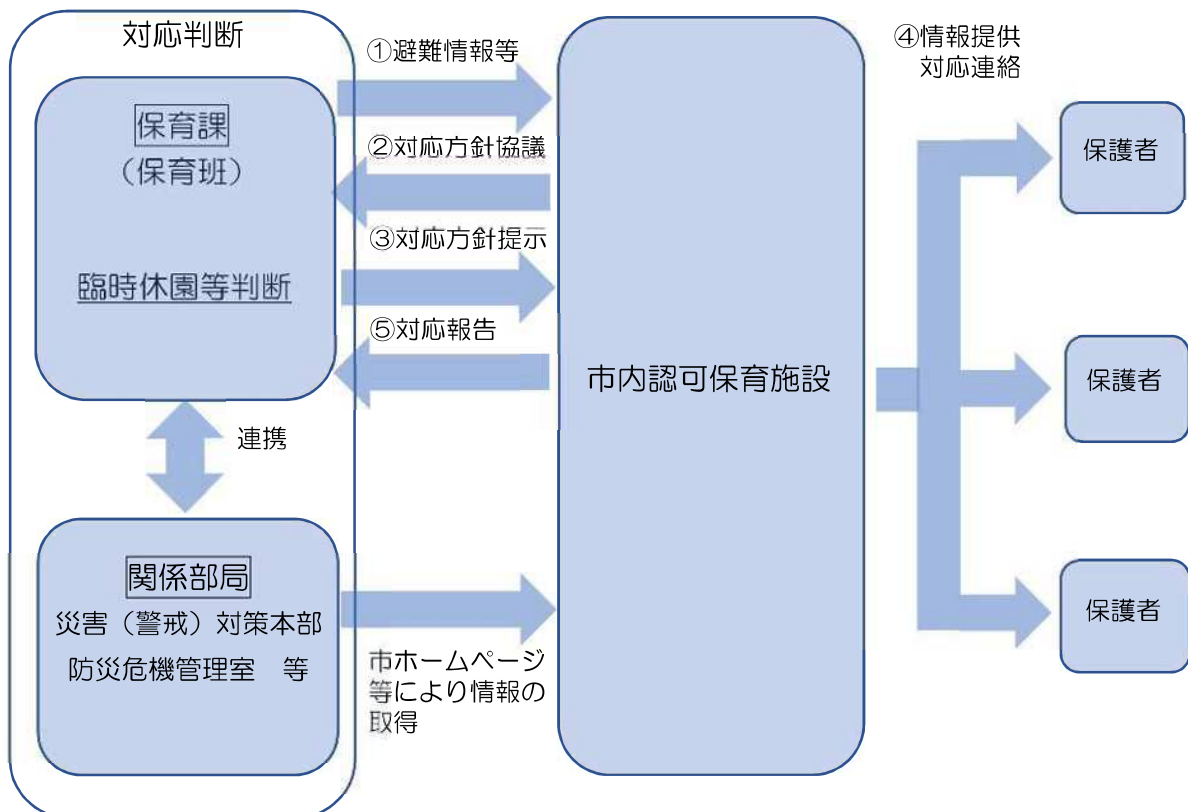 対応判断
保育課
（保育班）
臨時休園等判断
連携
関係部局
災害（警戒）対策本部
防災危機管理室　等
①避難情報等
②対応方針協議
③対応方針提示
⑤対応報告
市ホームページ
等により情報の
取得
市内認可保育施設
④情報提供
対応連絡
保護者
保護者
保護者